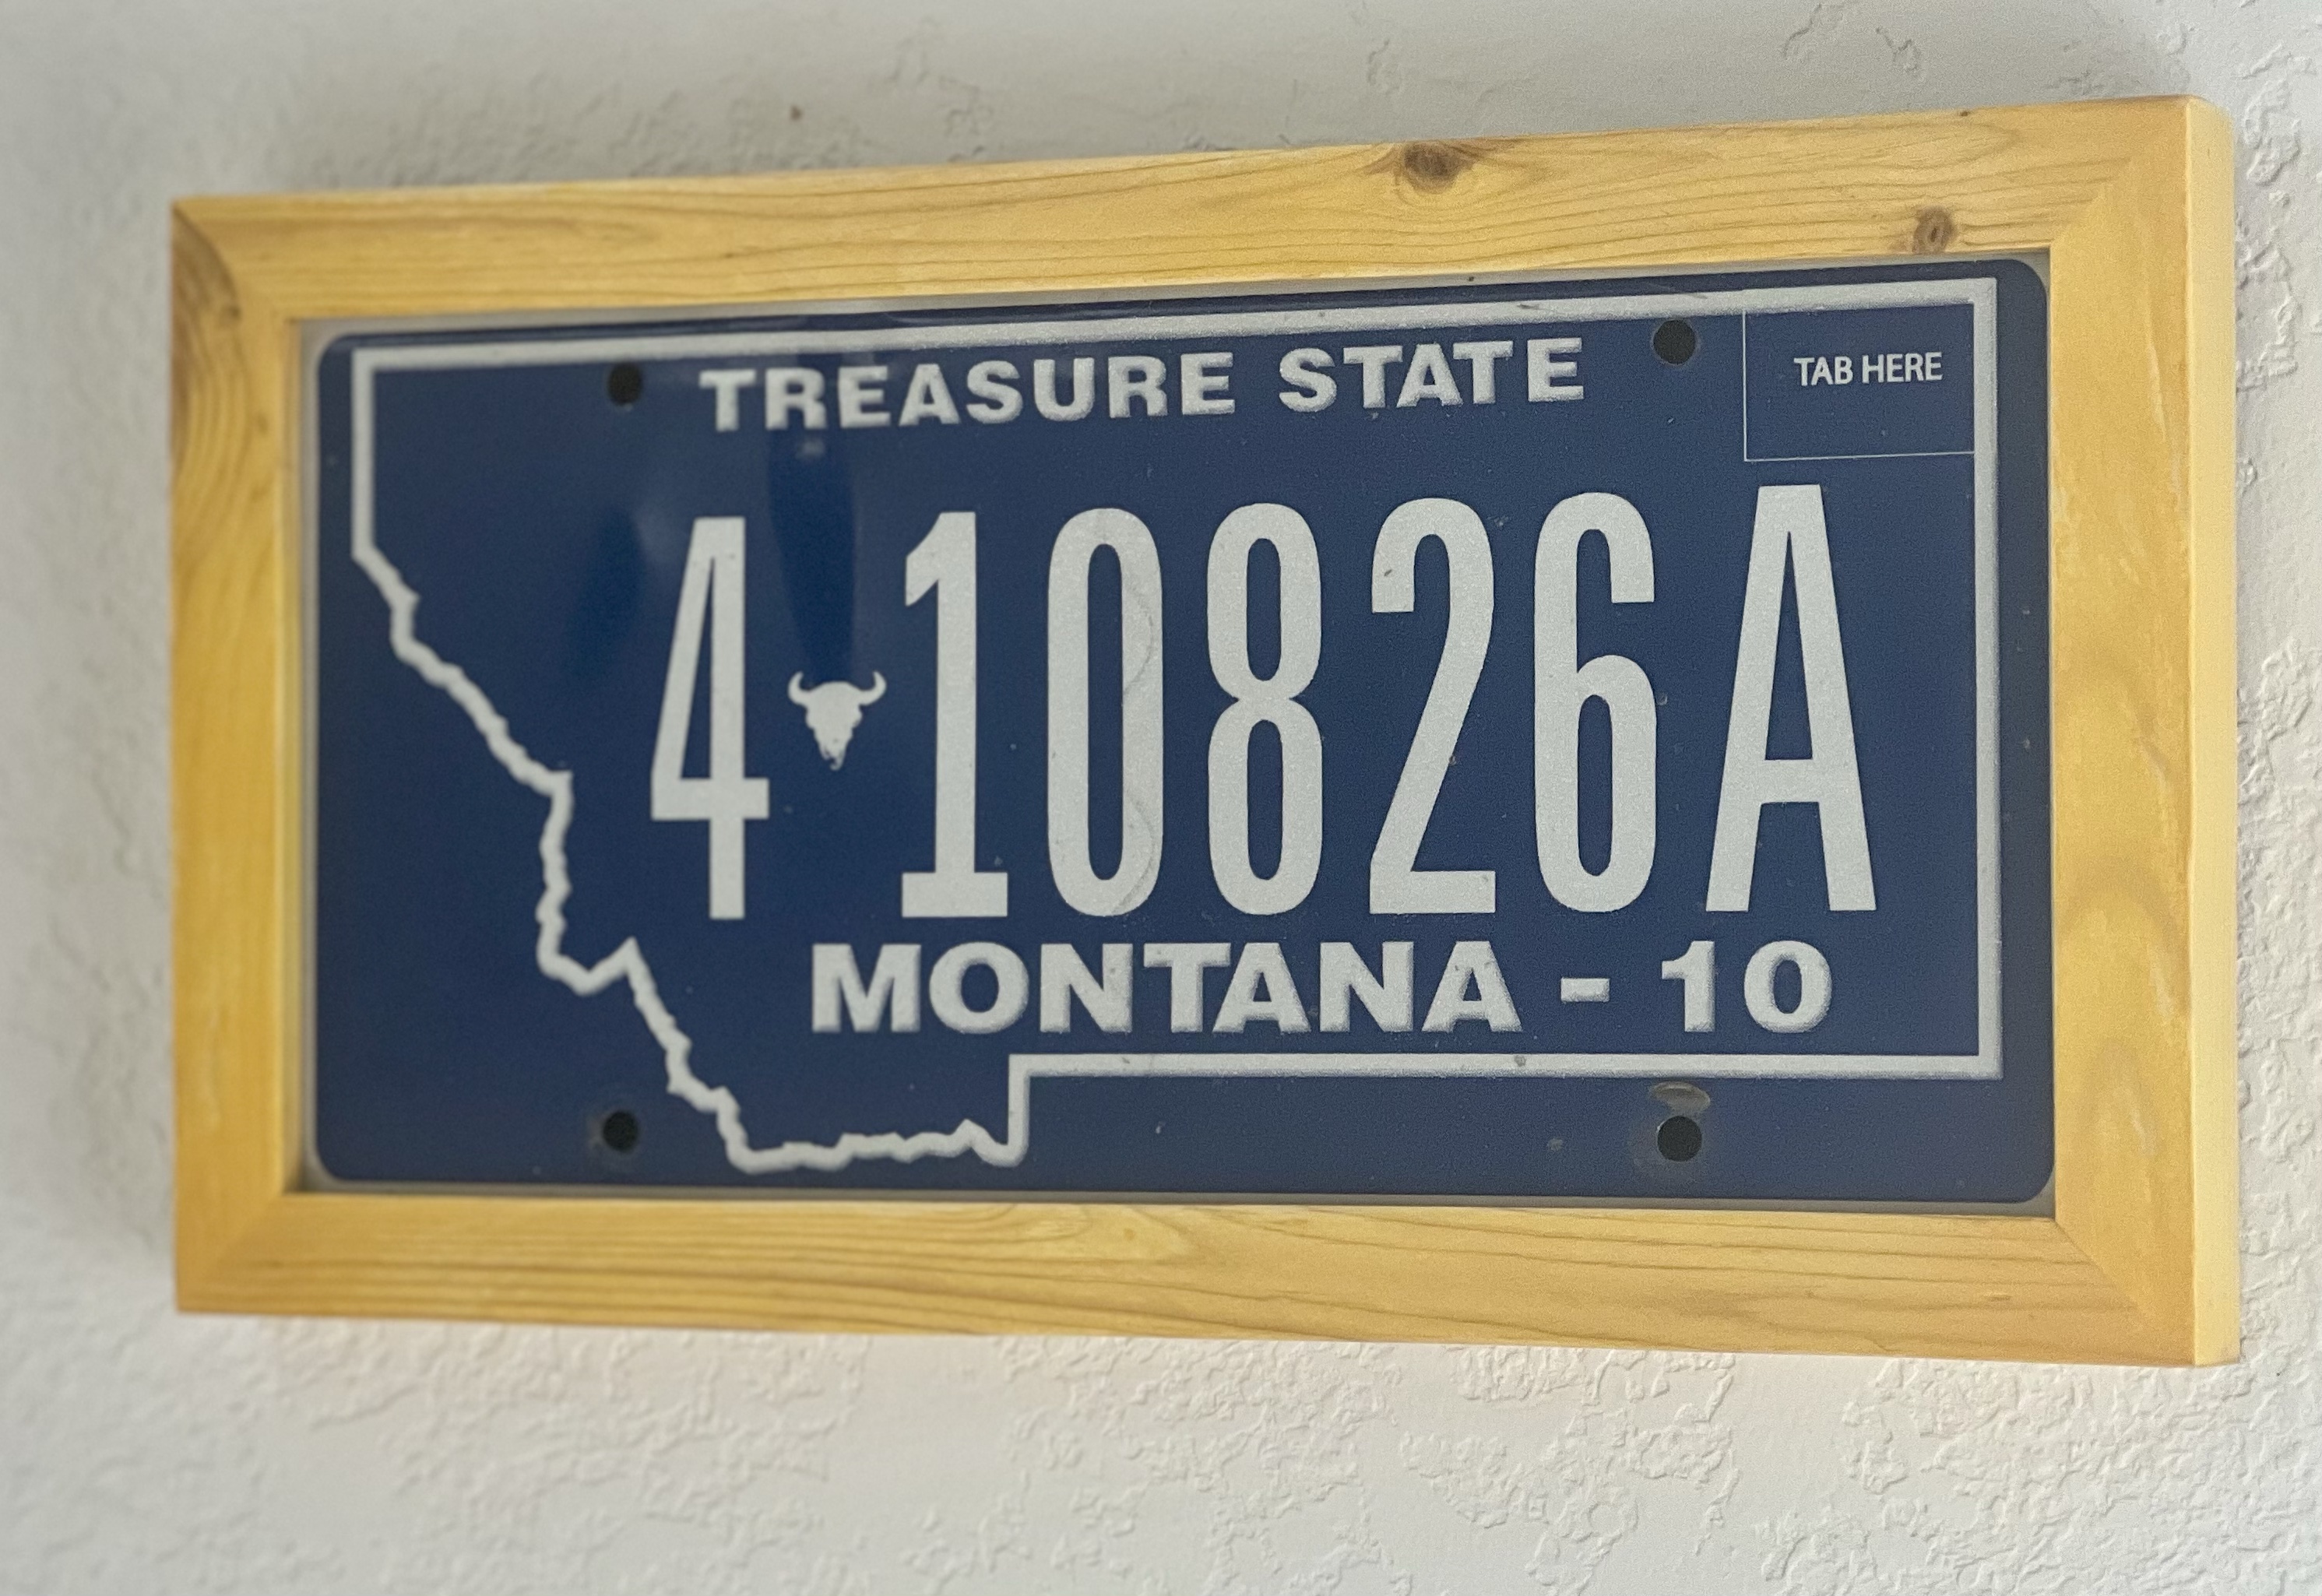 TREASURE STATE
TAB HERE
4 10826A
MONTANA - 10